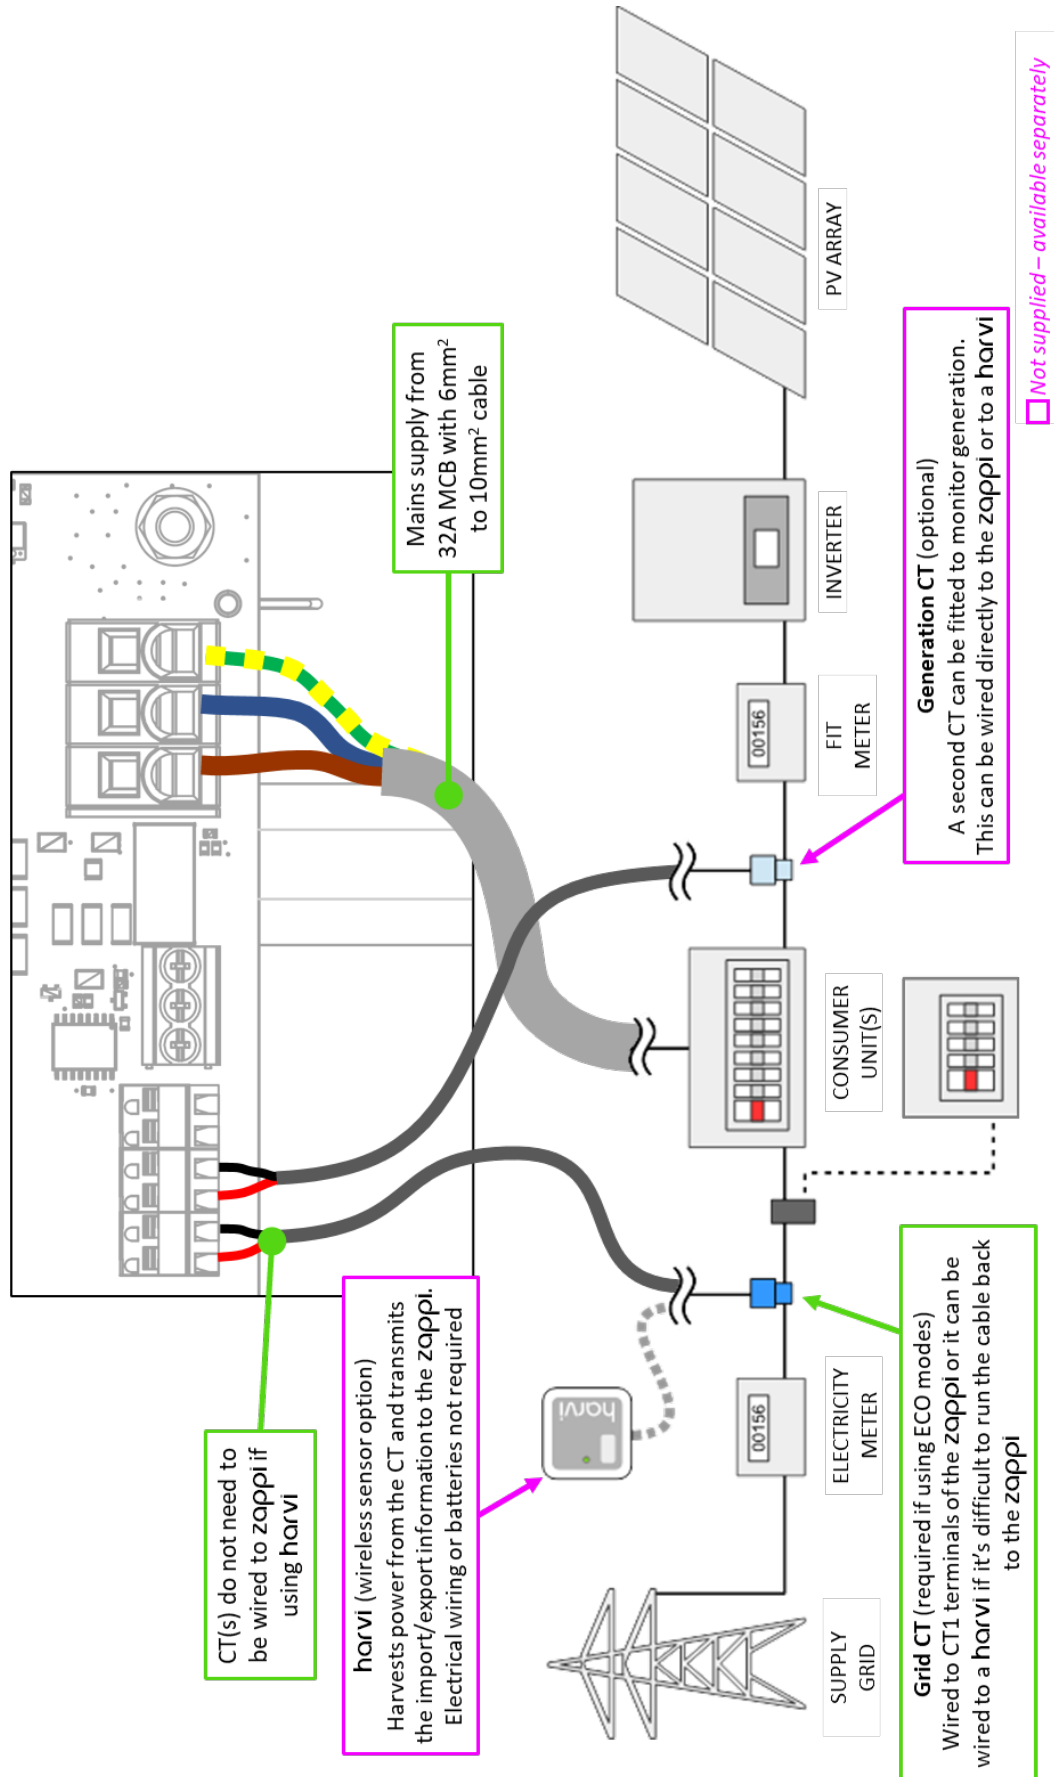 CT(s) do not need to
be wired to zappi if
using harvi
Mains supply from
32A MCB with 6mm²
to 10mm² cable
harvi (wireless sensor option)
Harvests power from the CT and transmits
the import/export information to the zappi.
Electrical wiring or batteries not required
harvi
00156
00156
SUPPLY
GRID
ELECTRICITY
METER
CONSUMER
UNIT(S)
FIT
METER
INVERTER
PV ARRAY
Grid CT (required if using ECO modes)
Wired to CT1 terminals of the zappi or it can be
wired to a harvi if it's difficult to run the cable back
to the zappi
Generation CT (optional)
A second CT can be fitted to monitor generation.
This can be wired directly to the zappi or to a harvi
Not supplied – available separately